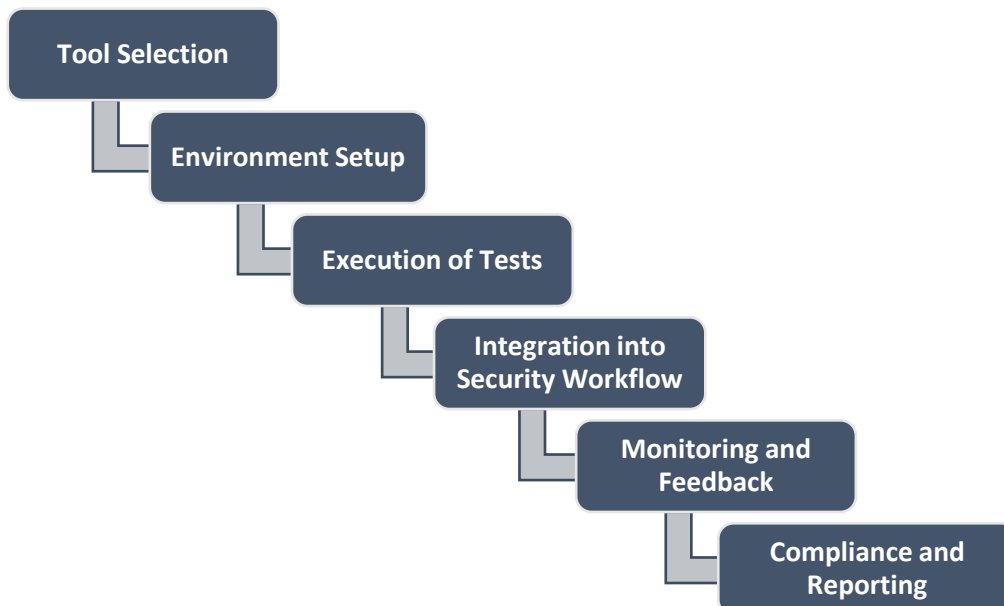 Tool Selection
Environment Setup
Execution of Tests
Integration into
Security Workflow
Monitoring and
Feedback
Compliance and
Reporting